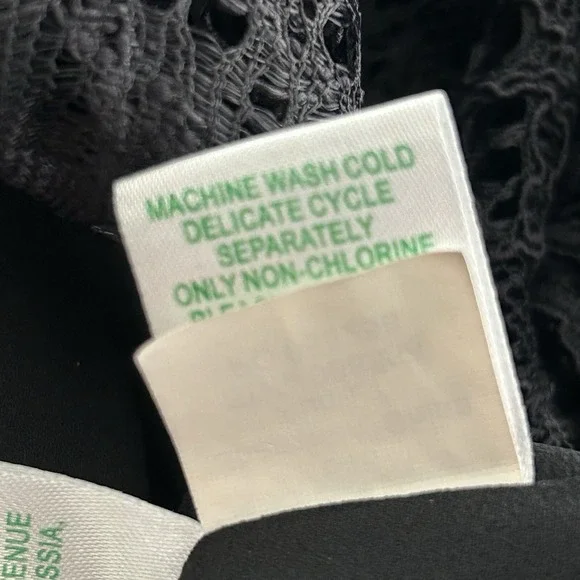 MACHINE WASH COLD
DELICATE CYCLE
SEPARATELY
ONLY NON-CHLORINE
ENUE
SSIA,